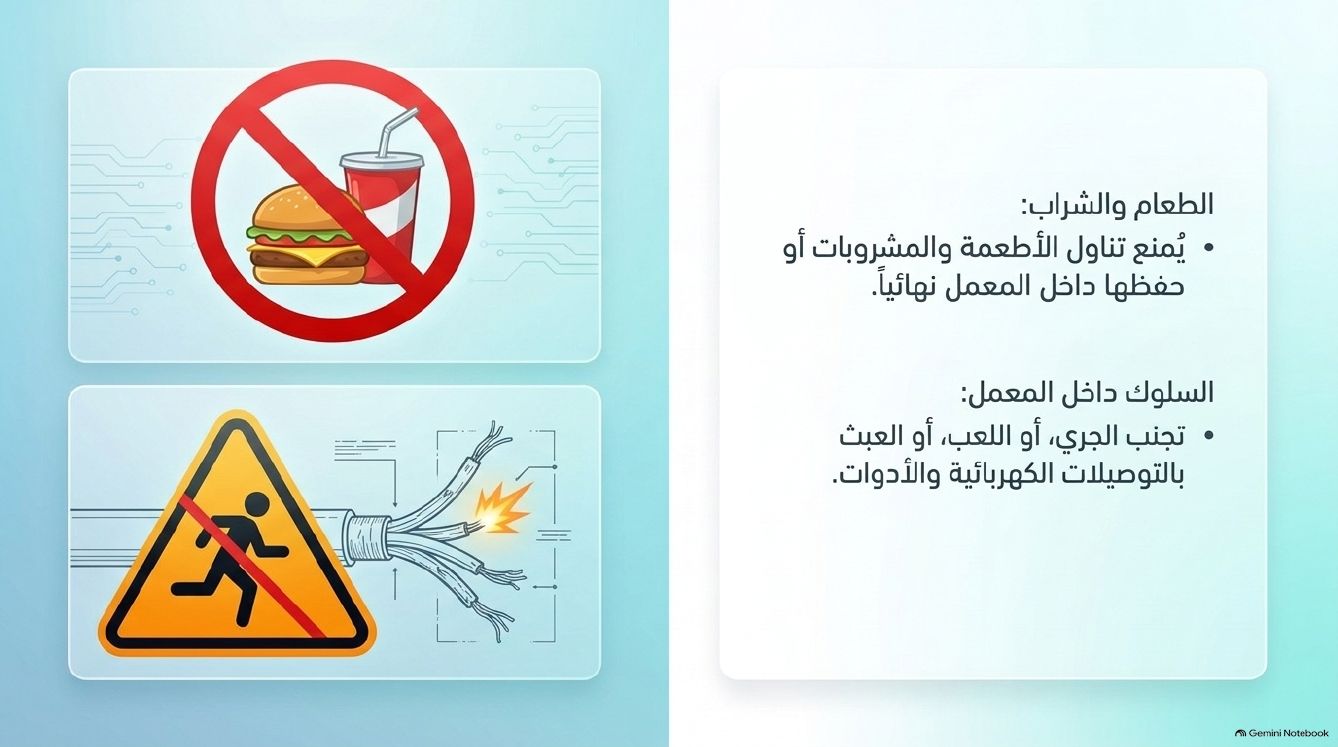 الطعام والشراب:
• يُمنع تناول الأطعمة والمشروبات أو
حفظها داخل المعمل نهائياً.
السلوك داخل المعمل:
• تجنب الجري، أو اللعب، أو العبث
بالتوصيلات الكهربائية والأدوات.
Gemini Notebook